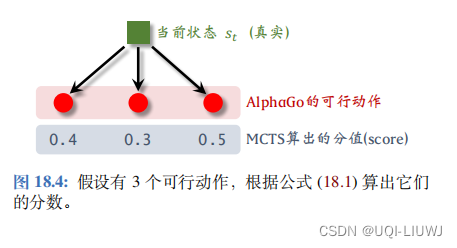 当前状态 st (真实)
AlphaGo的可行动作
0.4 0.3 0.5 MCTS算出的分值(score)
图 18.4: 假设有 3 个可行动作，根据公式 (18.1) 算出它们
的分数。
CSDN @UQI-LIUWJ